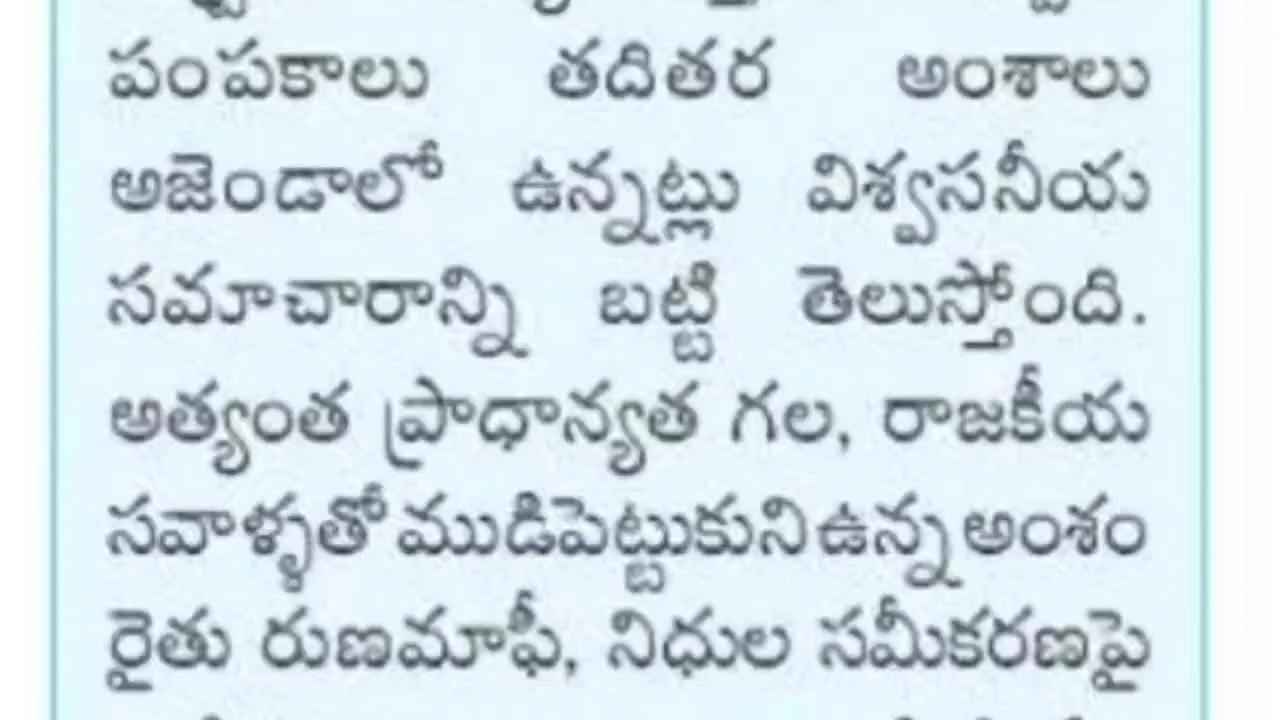 పంపకాలు తదితర అంశాలు
అజెండాలో ఉన్నట్లు విశ్వసనీయ
సమాచారాన్ని బట్టి తెలుస్తోంది.
అత్యంత ప్రాధాన్యత గల, రాజకీయ
సవాళ్ళతో ముడిపెట్టుకుని ఉన్న అంశం
రైతు రుణమాఫీ, నిధుల సమీకరణపై